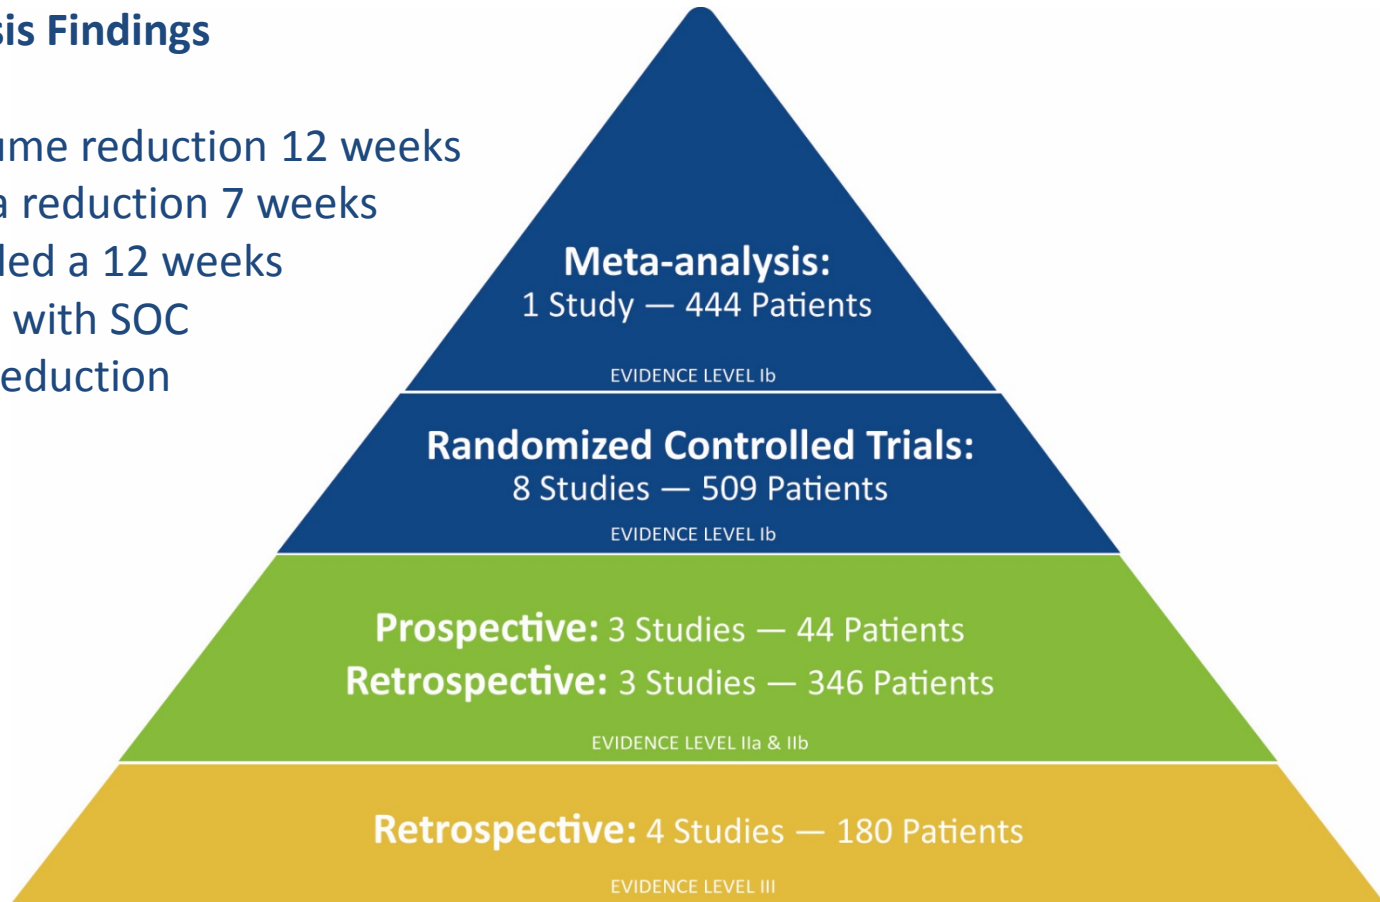 sis Findings
ume reduction 12 weeks
a reduction 7 weeks
led a 12 weeks
with SOC
eduction
Meta-analysis:
1 Study — 444 Patients
EVIDENCE LEVEL Ib
Randomized Controlled Trials:
8 Studies — 509 Patients
EVIDENCE LEVEL Ib
Prospective: 3 Studies — 44 Patients
Retrospective: 3 Studies — 346 Patients
EVIDENCE LEVEL IIa & IIb
Retrospective: 4 Studies — 180 Patients
EVIDENCE LEVEL III